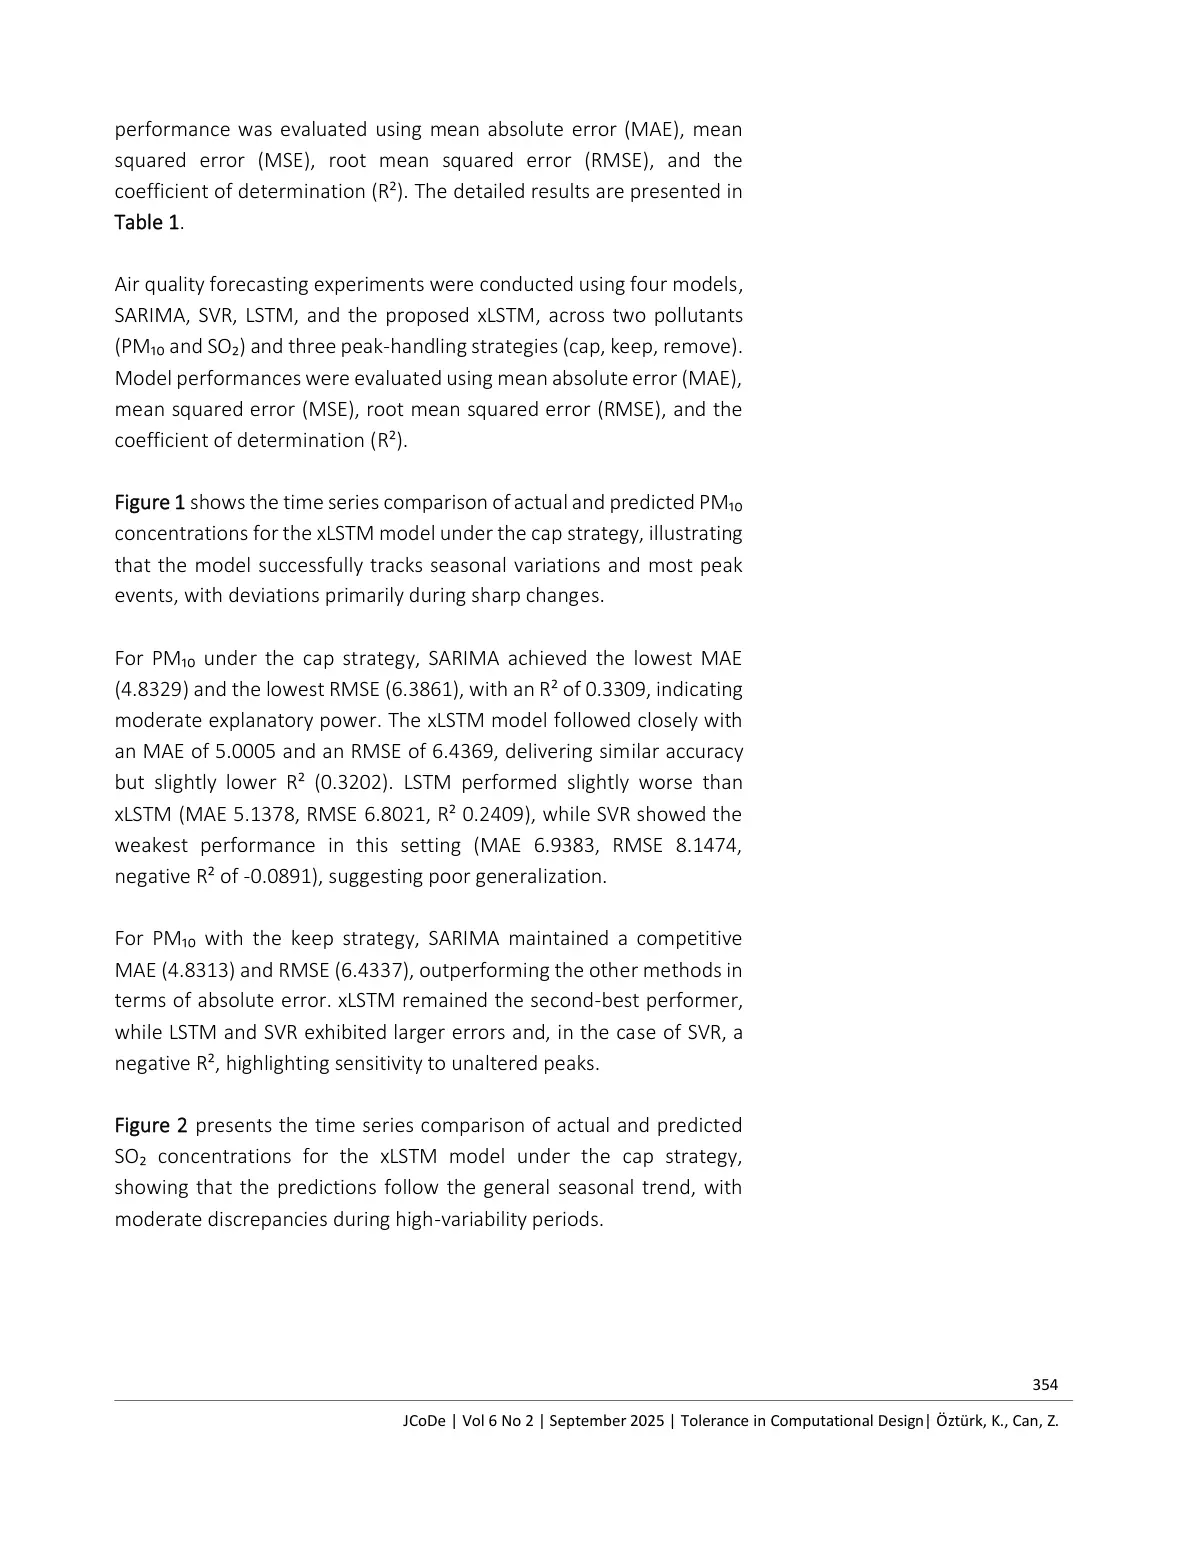 performance was evaluated using mean absolute error (MAE), mean
squared error (MSE), root mean squared error (RMSE), and the
coefficient of determination (R²). The detailed results are presented in
Table 1.
Air quality forecasting experiments were conducted using four models,
SARIMA, SVR, LSTM, and the proposed xLSTM, across two pollutants
(PM₁₀ and SO₂) and three peak-handling strategies (cap, keep, remove).
Model performances were evaluated using mean absolute error (MAE),
mean squared error (MSE), root mean squared error (RMSE), and the
coefficient of determination (R²).
Figure 1 shows the time series comparison of actual and predicted PM₁₀
concentrations for the xLSTM model under the cap strategy, illustrating
that the model successfully tracks seasonal variations and most peak
events, with deviations primarily during sharp changes.
For PM₁₀ under the cap strategy, SARIMA achieved the lowest MAE
(4.8329) and the lowest RMSE (6.3861), with an R² of 0.3309, indicating
moderate explanatory power. The xLSTM model followed closely with
an MAE of 5.0005 and an RMSE of 6.4369, delivering similar accuracy
but slightly lower R² (0.3202). LSTM performed slightly worse than
xLSTM (MAE 5.1378, RMSE 6.8021, R² 0.2409), while SVR showed the
weakest performance in this setting (MAE 6.9383, RMSE 8.1474,
negative R² of -0.0891), suggesting poor generalization.
For PM₁₀ with the keep strategy, SARIMA maintained a competitive
MAE (4.8313) and RMSE (6.4337), outperforming the other methods in
terms of absolute error. xLSTM remained the second-best performer,
while LSTM and SVR exhibited larger errors and, in the case of SVR, a
negative R², highlighting sensitivity to unaltered peaks.
Figure 2 presents the time series comparison of actual and predicted
SO₂ concentrations for the xLSTM model under the cap strategy,
showing that the predictions follow the general seasonal trend, with
moderate discrepancies during high-variability periods.
354
JCoDe | Vol 6 No 2 | September 2025 | Tolerance in Computational Design| Öztürk, K., Can, Z.